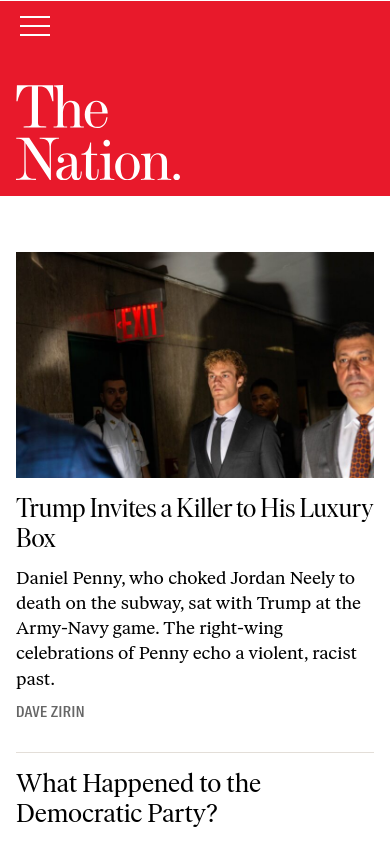 The
Nation.
EXIT
Trump Invites a Killer to His Luxury
Box
Daniel Penny, who choked Jordan Neely to
death on the subway, sat with Trump at the
Army-Navy game. The right-wing
celebrations of Penny echo a violent, racist
past.
DAVE ZIRIN
What Happened to the
Democratic Party?